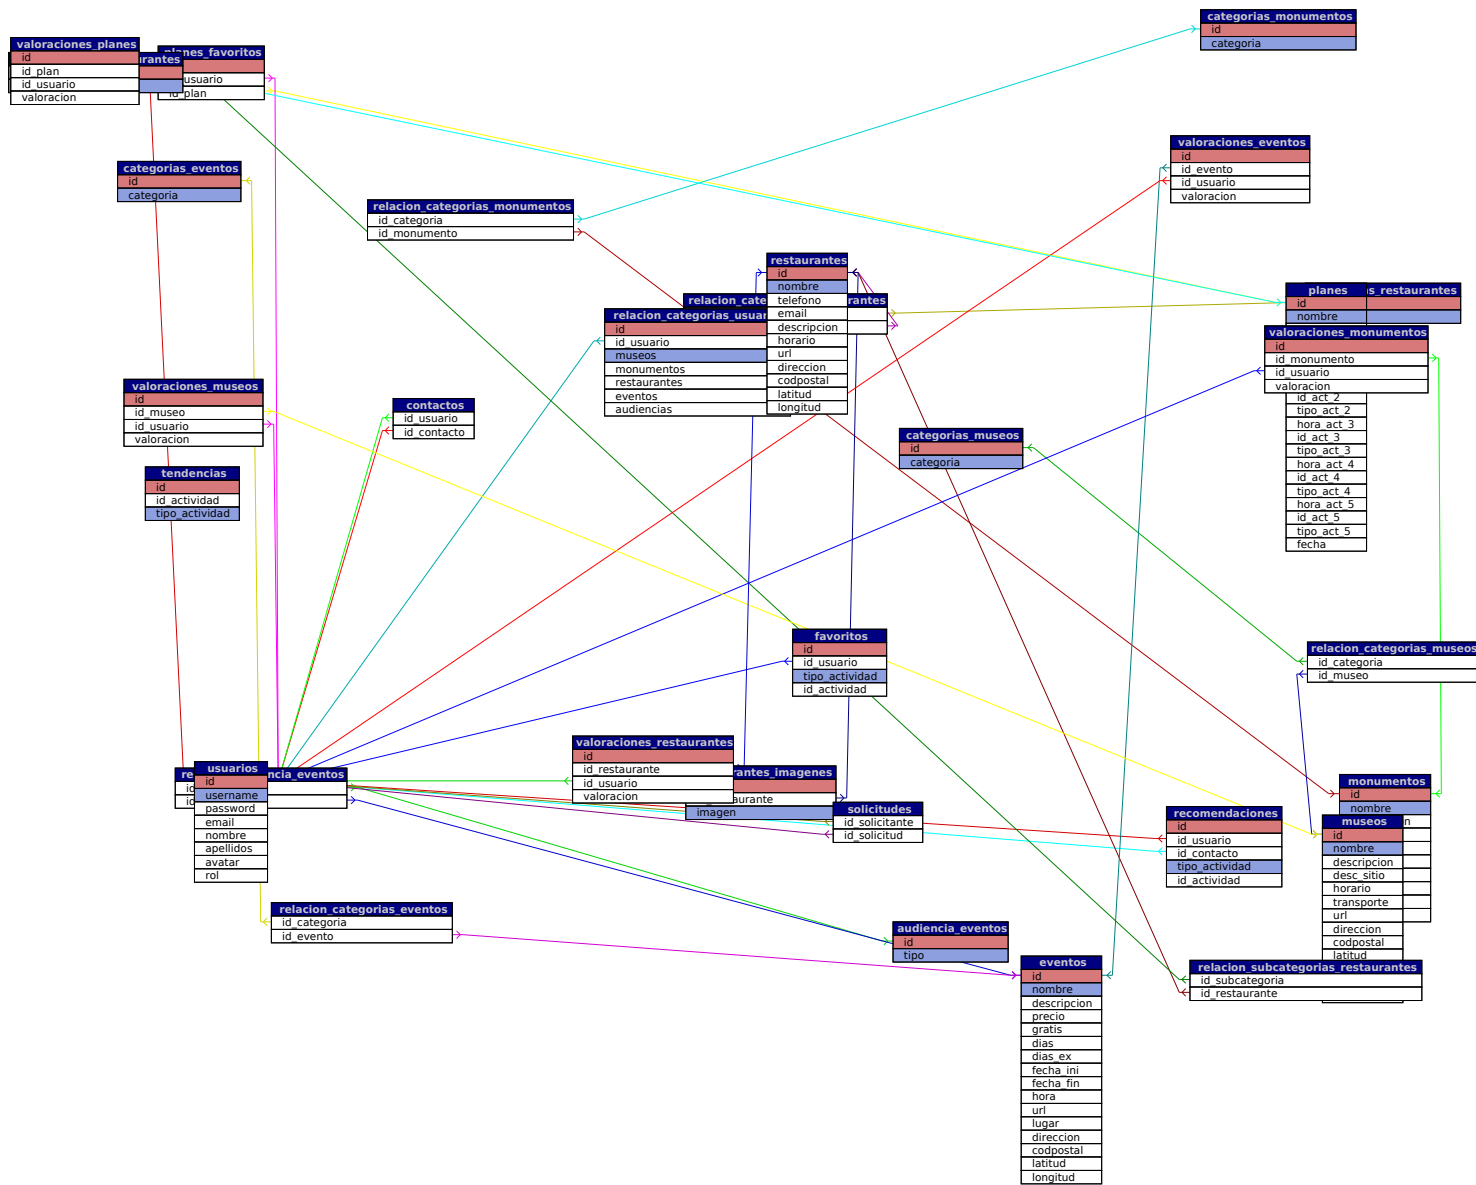 categorias_monumentos
id
categoria
valoraciones_planes
id
id_plan
id_usuario
valoracion
planes_favoritos
usuario
id_plan
categorias_eventos
id
categoria
valoraciones_eventos
id
id_evento
id_usuario
valoracion
relacion_categorias_monumentos
id_categoria
id_monumento
restaurantes
id
nombre
telefono
email
descripcion
horario
url
direccion
codpostal
latitud
longitud
relacion_categorias_usuar
id
id_usuario
museos
monumentos
restaurantes
eventos
audiencias
planes
id
nombre
s_restaurantes
valoraciones_monumentos
id
id_monumento
id_usuario
valoracion
id_act_2
tipo_act_2
hora_act_3
id_act_3
tipo_act_3
hora_act_4
id_act_4
tipo_act_4
hora_act_5
id_act_5
tipo_act_5
fecha
valoraciones_museos
id
id_museo
id_usuario
valoracion
contactos
id_usuario
id_contacto
categorias_museos
id
categoria
tendencias
id
id_actividad
tipo_actividad
favoritos
id
id_usuario
tipo_actividad
id_actividad
relacion_categorias_museos
id_categoria
id_museo
valoraciones_restaurantes
id
id_restaurante
id_usuario
valoracion
rantes_imagenes
aurante
imagen
usuarios
id
username
password
email
nombre
apellidos
avatar
rol
ncia_eventos
solicitudes
id_solicitante
id_solicitud
recomendaciones
id
id_usuario
id_contacto
tipo_actividad
id_actividad
monumentos
id
nombre
museos
id
nombre
descripcion
desc_sitio
horario
transporte
url
direccion
codpostal
latitud
relacion_categorias_eventos
id_categoria
id_evento
audiencia_eventos
id
tipo
eventos
id
nombre
descripcion
precio
gratis
dias
dias_ex
fecha_ini
fecha_fin
hora
url
lugar
direccion
codpostal
latitud
longitud
relacion_subcategorias_restaurantes
id_subcategoria
id_restaurante